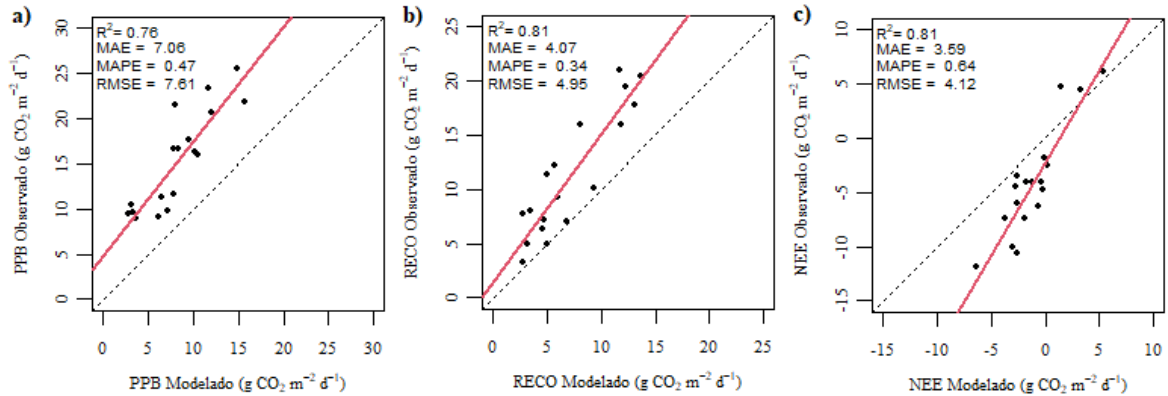 a)
R²= 0.76
MAE = 7.06
MAPE = 0.47
RMSE = 7.61
PPB Observado (g CO₂ m⁻² d⁻¹)
0 5 10 15 20 25 30
0 5 10 15 20 25 30
PPB Modelado (g CO₂ m⁻² d⁻¹)
b)
R²= 0.81
MAE = 4.07
MAPE = 0.34
RMSE = 4.95
RECO Observado (g CO₂ m⁻² d⁻¹)
0 5 10 15 20 25
0 5 10 15 20 25
RECO Modelado (g CO₂ m⁻² d⁻¹)
c)
R²= 0.81
MAE = 3.59
MAPE = 0.64
RMSE = 4.12
NEE Observado (g CO₂ m⁻² d⁻¹)
-15 -10 -5 0 5 10
-15 -10 -5 0 5 10
NEE Modelado (g CO₂ m⁻² d⁻¹)